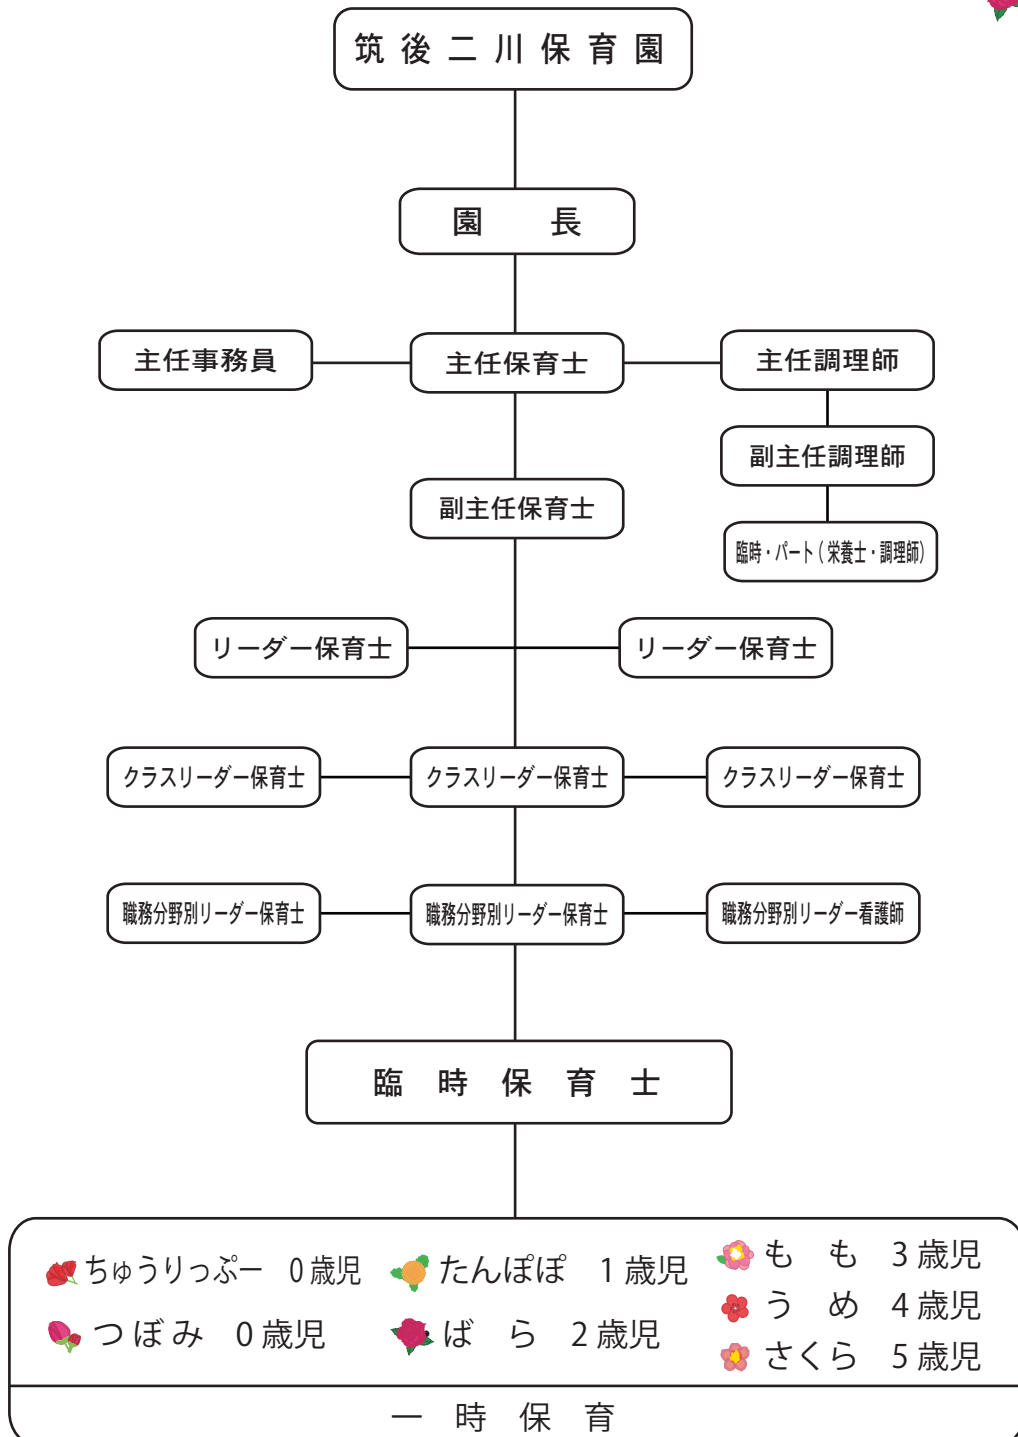 筑後二川保育園
園　長
主任事務員
主任保育士
主任調理師
副主任調理師
副主任保育士
臨時・パート（栄養士・調理師）
リーダー保育士
リーダー保育士
クラスリーダー保育士
クラスリーダー保育士
クラスリーダー保育士
職務分野別リーダー保育士
職務分野別リーダー保育士
職務分野別リーダー看護師
臨時保育士
ちゅうりっぷー　0歳児
つぼみ　0歳児
たんぽぽ　1歳児
ばら　2歳児
もも　3歳児
うめ　4歳児
さくら　5歳児
一時保育